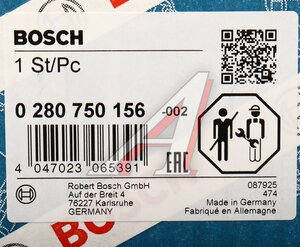 BOSCH
1 St/Pc
0 280 750 156 -002
4 047023 065391
EAC
Robert Bosch GmbH
Auf der Breit 4
76227 Karlsruhe
GERMANY
087925
474
Made in Germany
Fabriqué en Allemagne